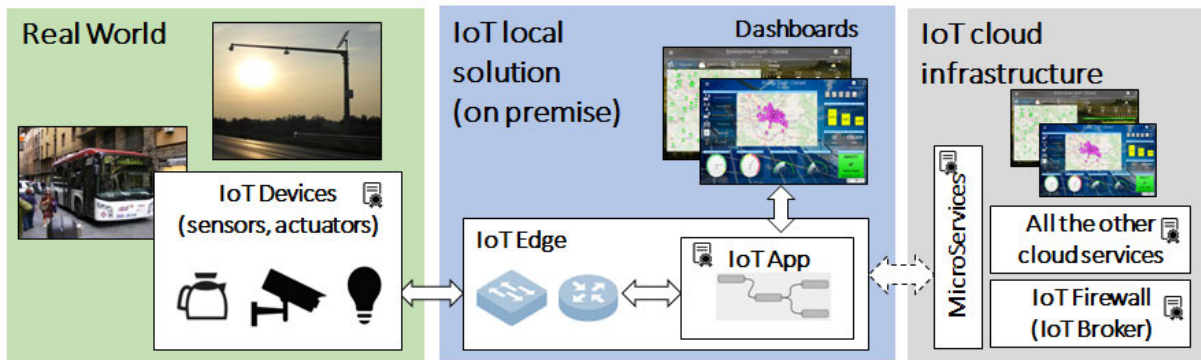 Real World
IoT Devices
(sensors, actuators)
IoT local
solution
(on premise)
Dashboards
IoT Edge
IoT App
IoT cloud
infrastructure
MicroServices
All the other
cloud services
IoT Firewall
(IoT Broker)